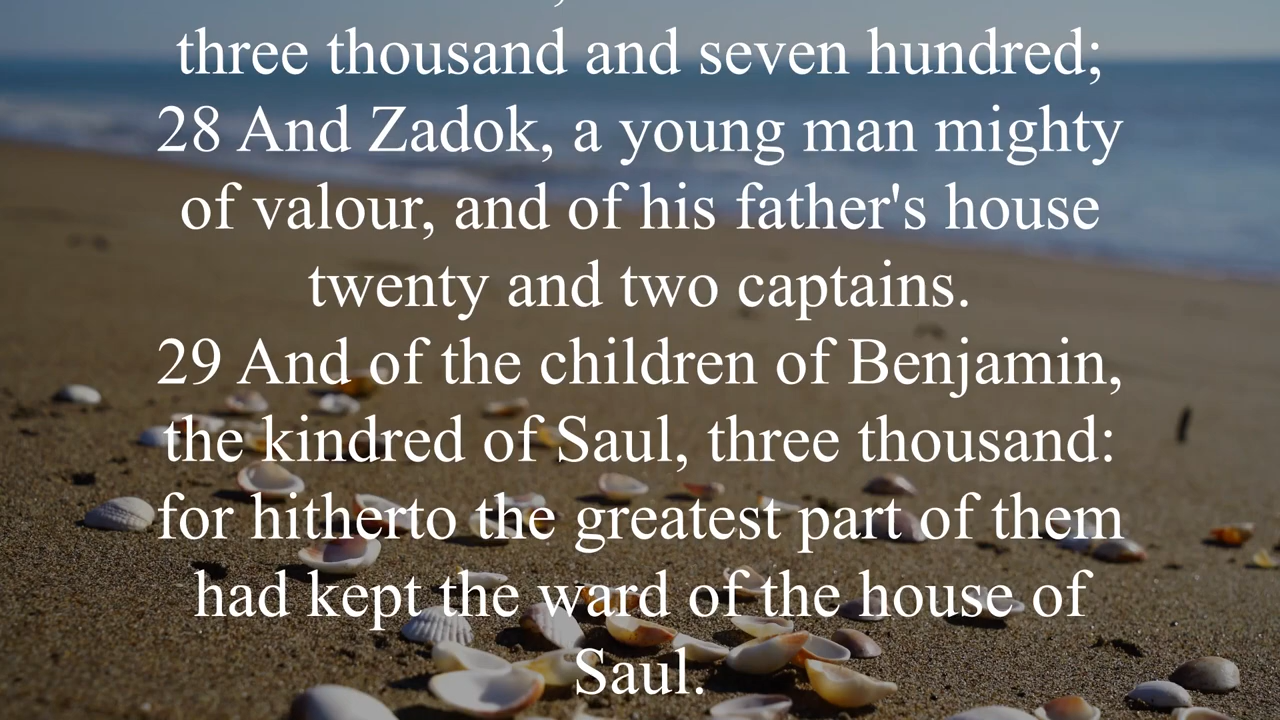 three thousand and seven hundred;
28 And Zadok, a young man mighty
of valour, and of his father's house
twenty and two captains.
29 And of the children of Benjamin,
the kindred of Saul, three thousand:
for hitherto the greatest part of them
had kept the ward of the house of
Saul.